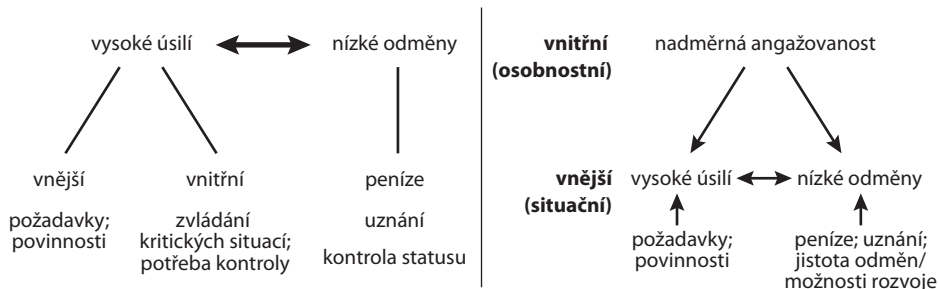 vysoké úsilí
nízké odměny
vnější
požadavky;
povinnosti
vnitřní
zvládání
kritických situací;
potřeba kontroly
peníze
uznání
kontrola statusu
vnitřní
(osobnostní)
nadměrná angažovanost
vnější
(situační)
vysoké úsilí
nízké odměny
požadavky;
povinnosti
peníze; uznání;
jistota odměn/
možnosti rozvoje